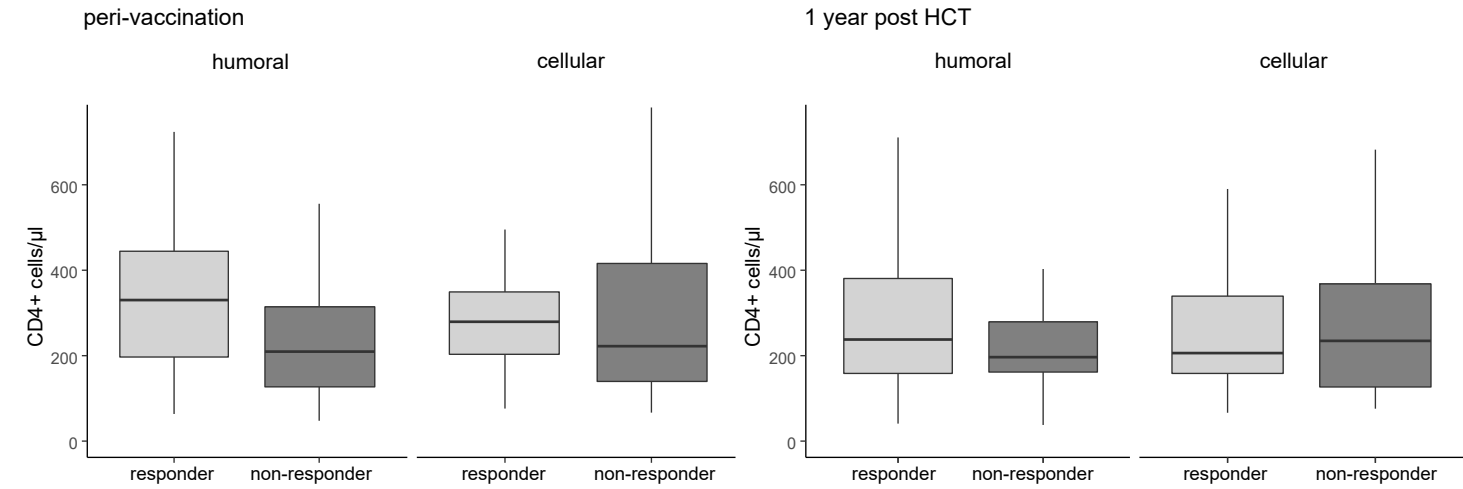 peri-vaccination
1 year post HCT
humoral
cellular
humoral
cellular
CD4+ cells/µl
600
400
200
0
CD4+ cells/µl
600
400
200
0
responder
non-responder
responder
non-responder
responder
non-responder
responder
non-responder